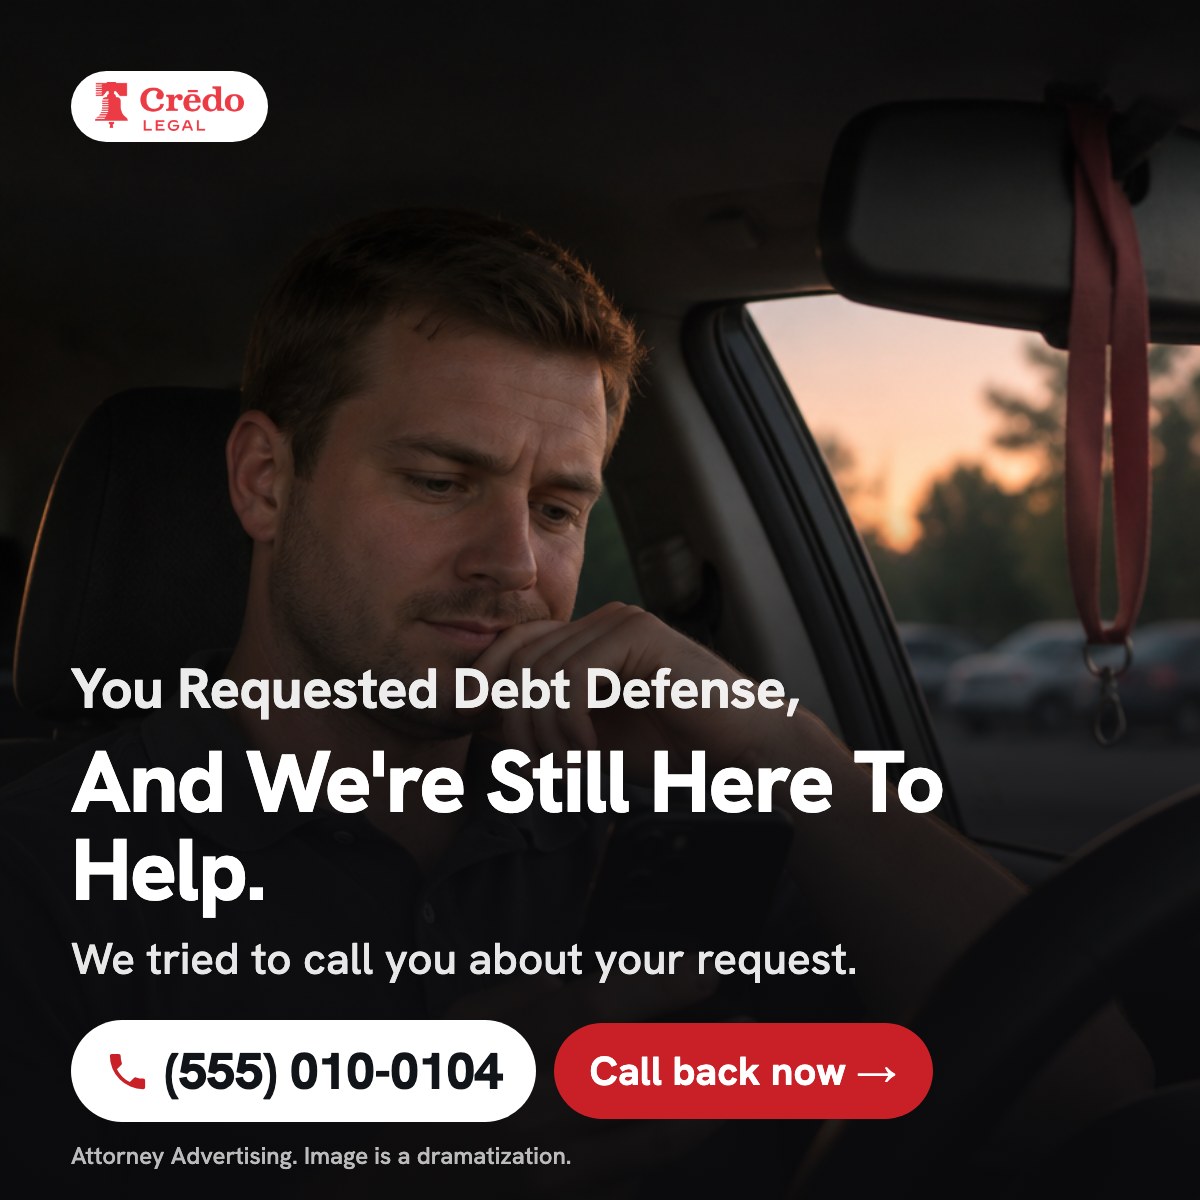 Crēdo
LEGAL
You Requested Debt Defense,
And We're Still Here To
Help.
We tried to call you about your request.
(555) 010-0104
Call back now →
Attorney Advertising. Image is a dramatization.